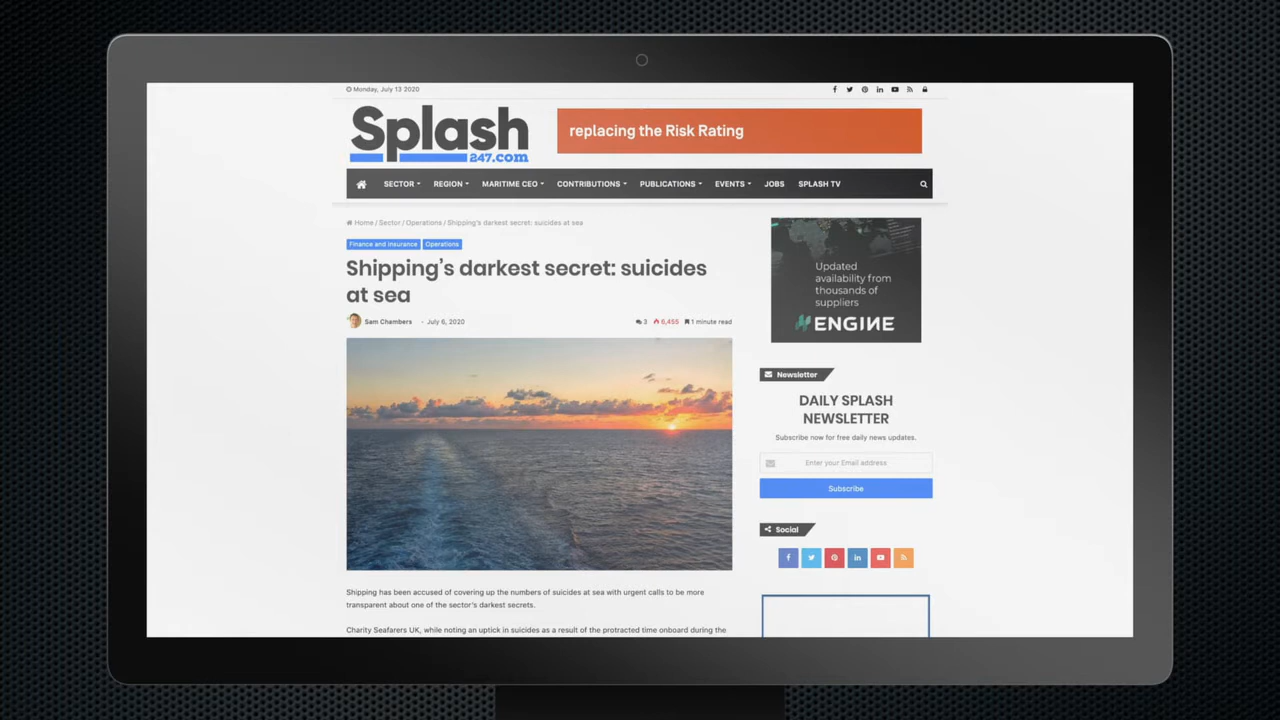 Monday, July 13 2020
Splash
247.com
replacing the Risk Rating
SECTOR REGION MARITIME CEO CONTRIBUTIONS PUBLICATIONS EVENTS JOBS SPLASH TV
Home / Sector / Operations / Shipping's darkest secret: suicides at sea
Finance and insurance Operations
Shipping's darkest secret: suicides
at sea
Sam Chambers - July 6, 2020 3 6,455 1 minute read
Shipping has been accused of covering up the numbers of suicides at sea with urgent calls to be more
transparent about one of the sector's darkest secrets.
Charity Seafarers UK, while noting an uptick in suicides as a result of the protracted time onboard during the
Updated
availability from
thousands of
suppliers
ENGINE
Newsletter
DAILY SPLASH
NEWSLETTER
Subscribe now for free daily news updates.
Enter your Email address
Subscribe
Social